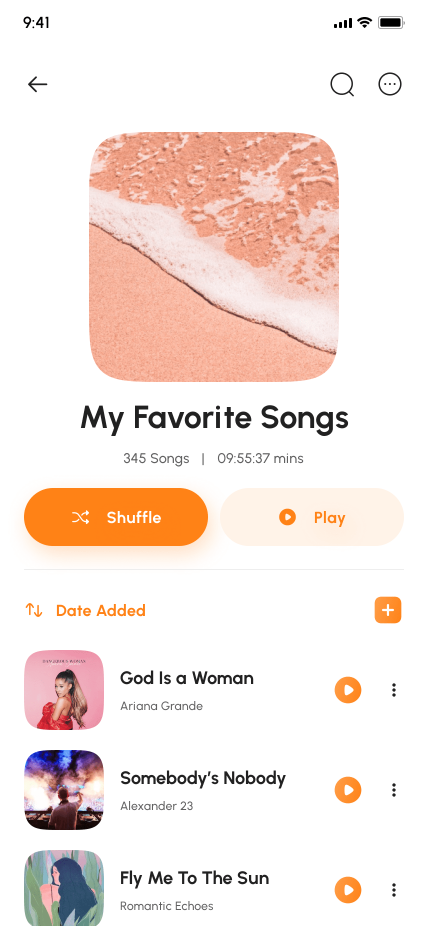 9:41
My Favorite Songs
345 Songs | 09:55:37 mins
Shuffle
Play
Date Added
God Is a Woman
Ariana Grande
Somebody's Nobody
Alexander 23
Fly Me To The Sun
Romantic Echoes